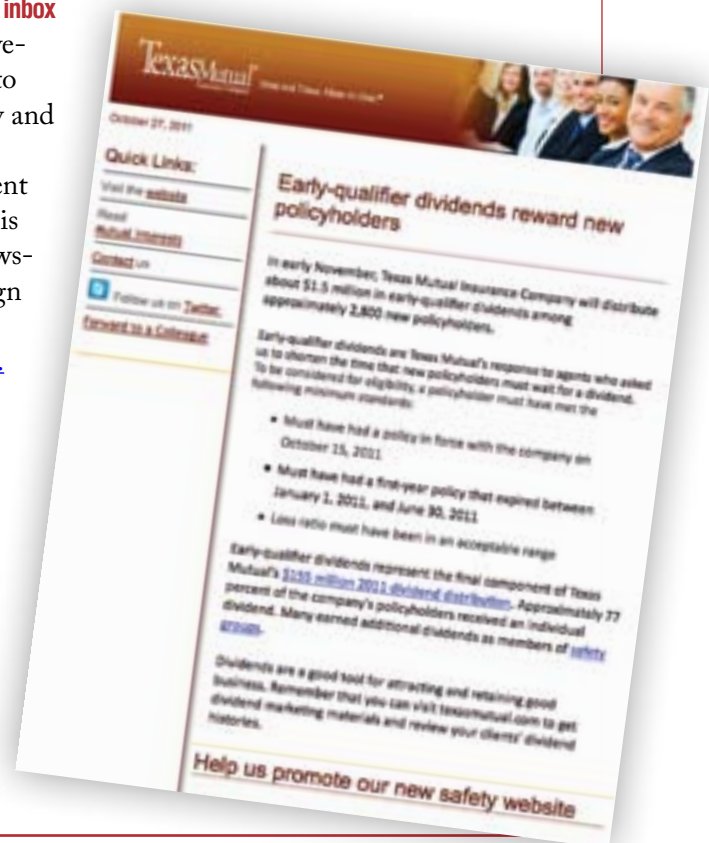 inbox
ve-
to
y and
ent
is
ws-
gn
.
TexasMutual
October 27, 2011
Quick Links:
Visit the website
Read
Mutual Interests
Contact us
Follow us on Twitter.
Forward to a Colleague
Early-qualifier dividends reward new
policyholders
In early November, Texas Mutual Insurance Company will distribute
about $1.5 million in early-qualifier dividends among
approximately 2,800 new policyholders.
Early-qualifier dividends are Texas Mutual's response to agents who asked
us to shorten the time that new policyholders must wait for a dividend.
To be considered for eligibility, a policyholder must have met the
following minimum standards:
• Must have had a policy in force with the company on
October 15, 2011
• Must have had a first-year policy that expired between
January 1, 2011, and June 30, 2011
• Loss ratio must have been in an acceptable range
Early-qualifier dividends represent the final component of Texas
Mutual's $155 million 2011 dividend distribution. Approximately 77
percent of the company's policyholders received an individual
dividend. Many earned additional dividends as members of safety
groups.
Dividends are a good tool for attracting and retaining good
business. Remember that you can visit texasmutual.com to get
dividend marketing materials and review your clients' dividend
histories.
Help us promote our new safety website